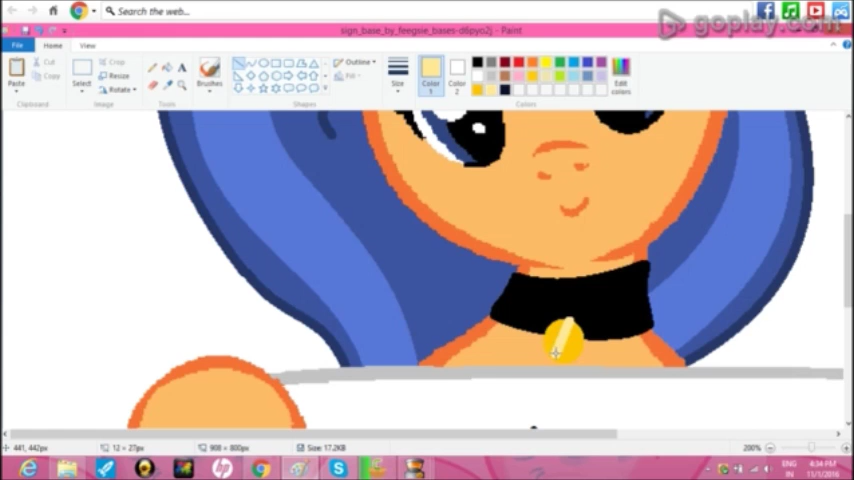 Search the web...
goplay.com
sign_base_by_feegsie_bases-d6pyo2j - Paint
File
Home
View
Paste
Cut
Copy
Clipboard
Select
Crop
Resize
Rotate
Image
Tools
Brushes
Shapes
Outline
Fill
Size
Color 1
Color 2
Edit colors
Colors
441, 442px
12 × 27px
908 × 800px
Size: 17.2KB
200%
ENG
IN
4:34 PM
11/1/2016